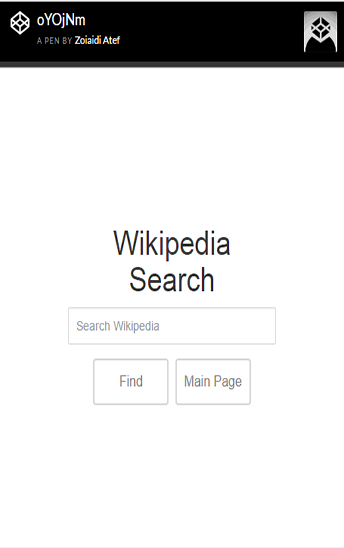 oYOjNm
A PEN BY Zoiaidi Atef
Wikipedia
Search
Search Wikipedia
Find
Main Page